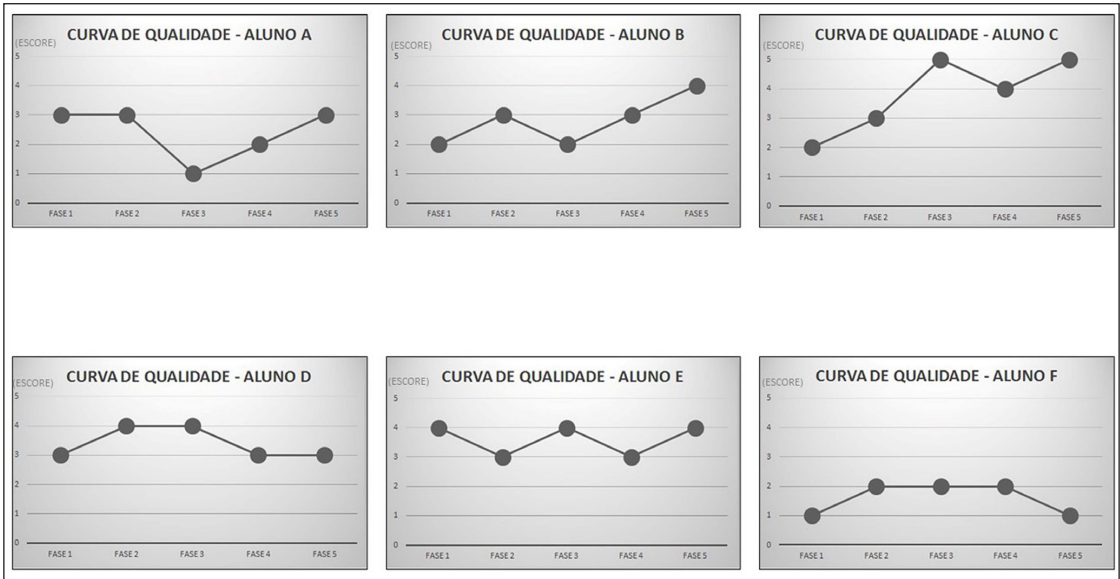 CURVA DE QUALIDADE - ALUNO A
(ESCORE)
5
4
3
2
1
0
FASE 1 FASE 2 FASE 3 FASE 4 FASE 5
CURVA DE QUALIDADE - ALUNO B
(ESCORE)
5
4
3
2
1
0
FASE 1 FASE 2 FASE 3 FASE 4 FASE 5
CURVA DE QUALIDADE - ALUNO C
(ESCORE)
5
4
3
2
1
0
FASE 1 FASE 2 FASE 3 FASE 4 FASE 5
CURVA DE QUALIDADE - ALUNO D
(ESCORE)
5
4
3
2
1
0
FASE 1 FASE 2 FASE 3 FASE 4 FASE 5
CURVA DE QUALIDADE - ALUNO E
(ESCORE)
5
4
3
2
1
0
FASE 1 FASE 2 FASE 3 FASE 4 FASE 5
CURVA DE QUALIDADE - ALUNO F
(ESCORE)
5
4
3
2
1
0
FASE 1 FASE 2 FASE 3 FASE 4 FASE 5